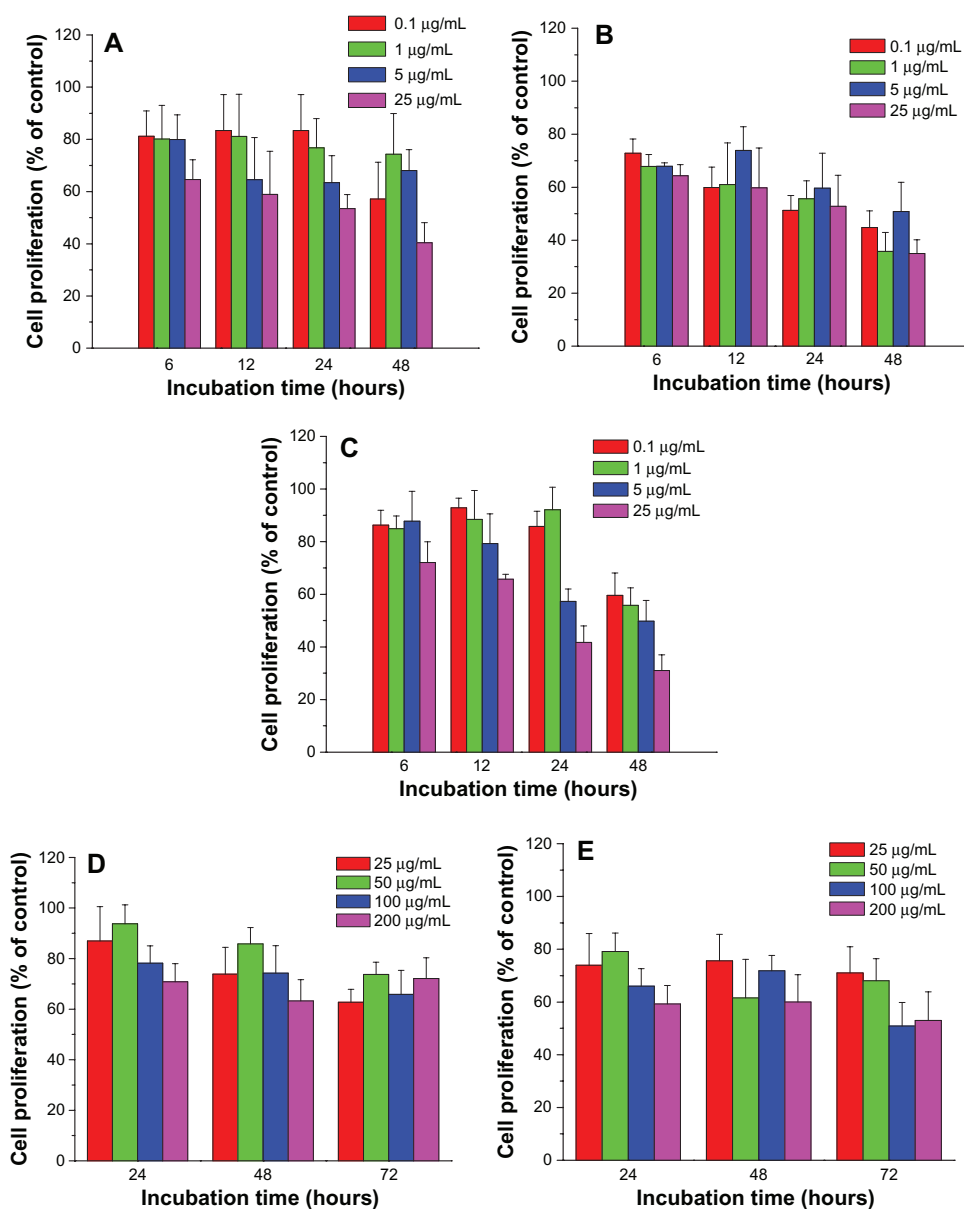 A
0.1 μg/mL
1 μg/mL
5 μg/mL
25 μg/mL
120
100
80
60
40
20
0
Cell proliferation (% of control)
6 12 24 48
Incubation time (hours)
B
0.1 μg/mL
1 μg/mL
5 μg/mL
25 μg/mL
120
100
80
60
40
20
0
Cell proliferation (% of control)
6 12 24 48
Incubation time (hours)
C
0.1 μg/mL
1 μg/mL
5 μg/mL
25 μg/mL
120
100
80
60
40
20
0
Cell proliferation (% of control)
6 12 24 48
Incubation time (hours)
D
25 μg/mL
50 μg/mL
100 μg/mL
200 μg/mL
120
100
80
60
40
20
0
Cell proliferation (% of control)
24 48 72
Incubation time (hours)
E
25 μg/mL
50 μg/mL
100 μg/mL
200 μg/mL
120
100
80
60
40
20
0
Cell proliferation (% of control)
24 48 72
Incubation time (hours)